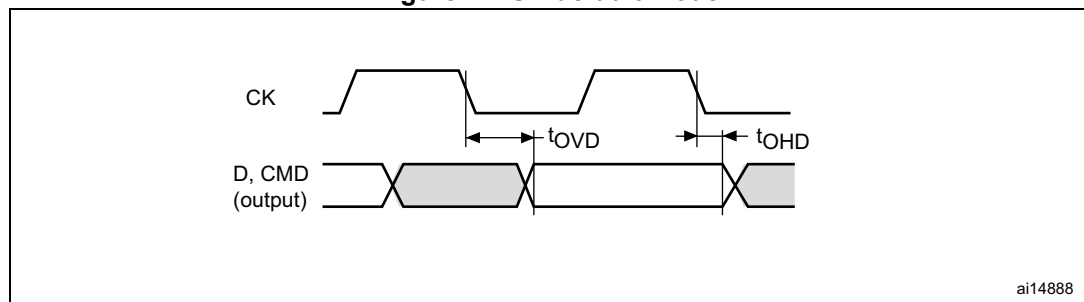 CK
tOVD
tOHD
D, CMD
(output)
ai14888